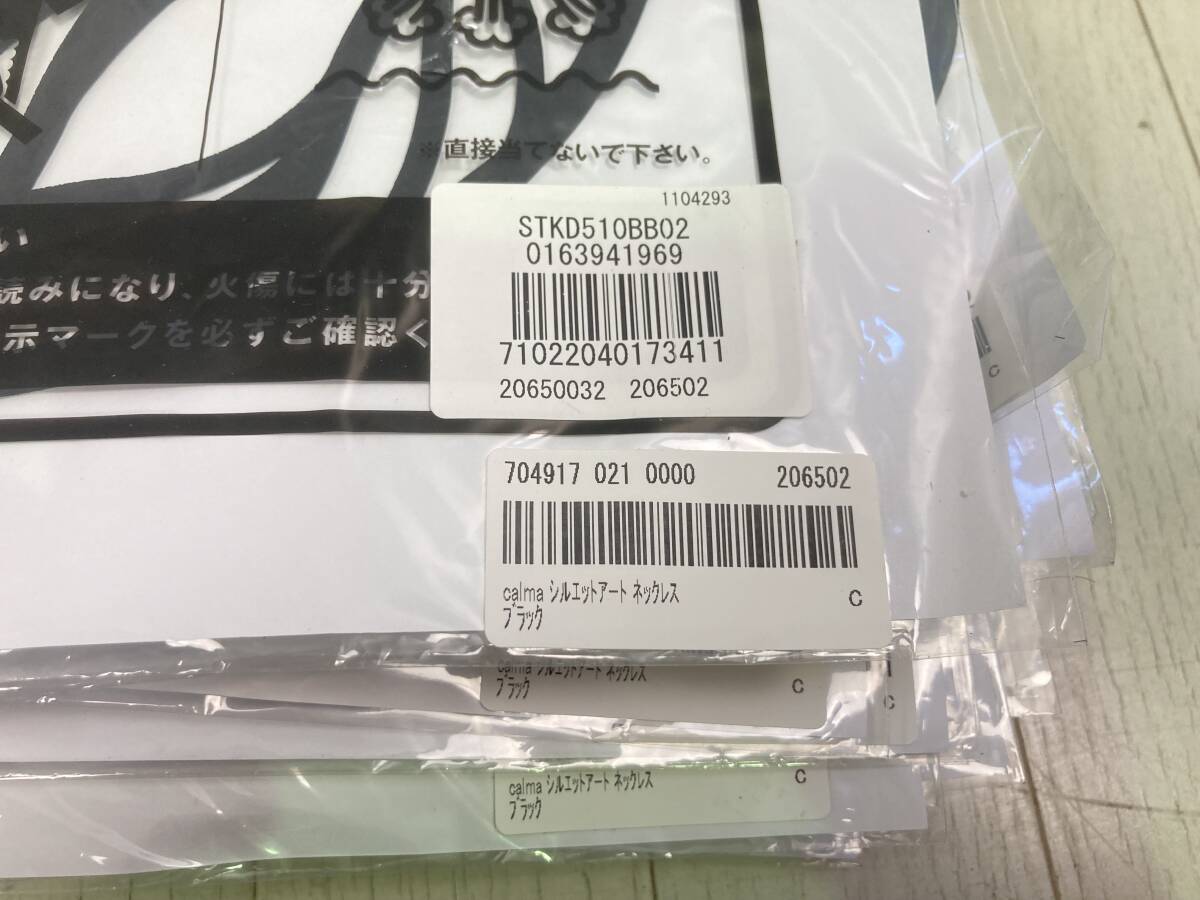 ※直接当てないで下さい。
い
読みになり、火傷には十分
示マークを必ずご確認く
1104293
STKD510BB02
0163941969
71022040173411
20650032 206502
C
704917 021 0000 206502
calma シルエットアート ネックレス
ブラック C
calma シルエットアート ネックレス
ブラック C
C
calma シルエットアート ネックレス C
ブラック